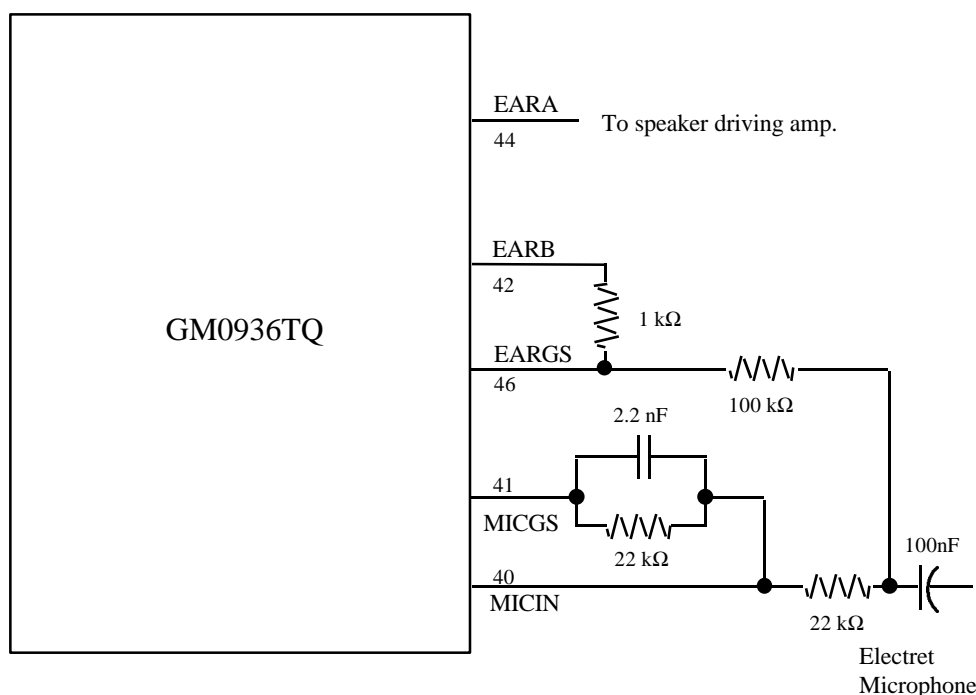 EARA
44
To speaker driving amp.
EARB
42
1 kΩ
GM0936TQ
EARGS
46
100 kΩ
2.2 nF
41
MICGS
22 kΩ
100nF
40
MICIN
22 kΩ
Electret
Microphone